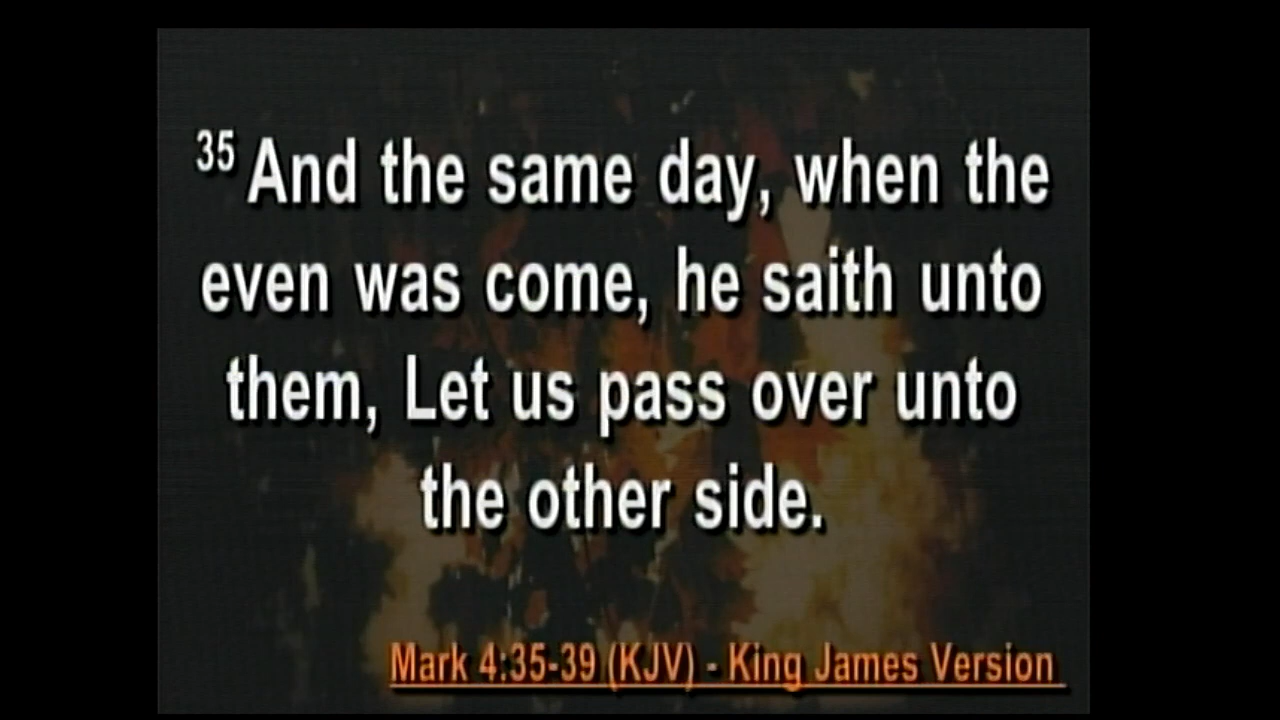 35 And the same day, when the
even was come, he saith unto
them, Let us pass over unto
the other side.
Mark 4:35-39 (KJV) - King James Version